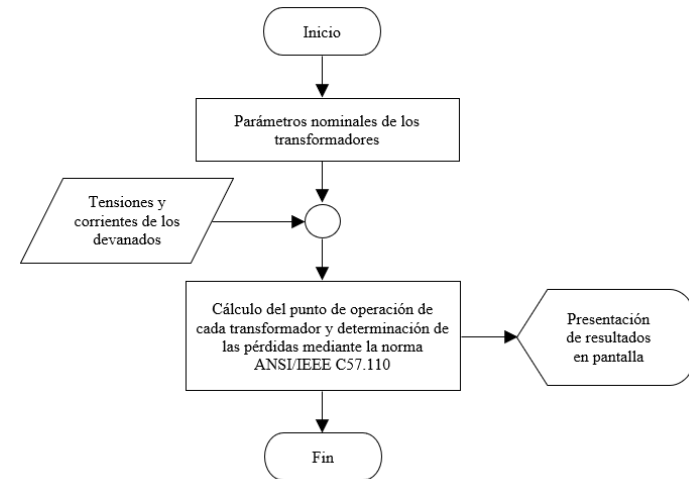 Inicio
Parámetros nominales de los
transformadores
Tensiones y
corrientes de los
devanados
Cálculo del punto de operación de
cada transformador y determinación de
las pérdidas mediante la norma
ANSI/IEEE C57.110
Presentación
de resultados
en pantalla
Fin